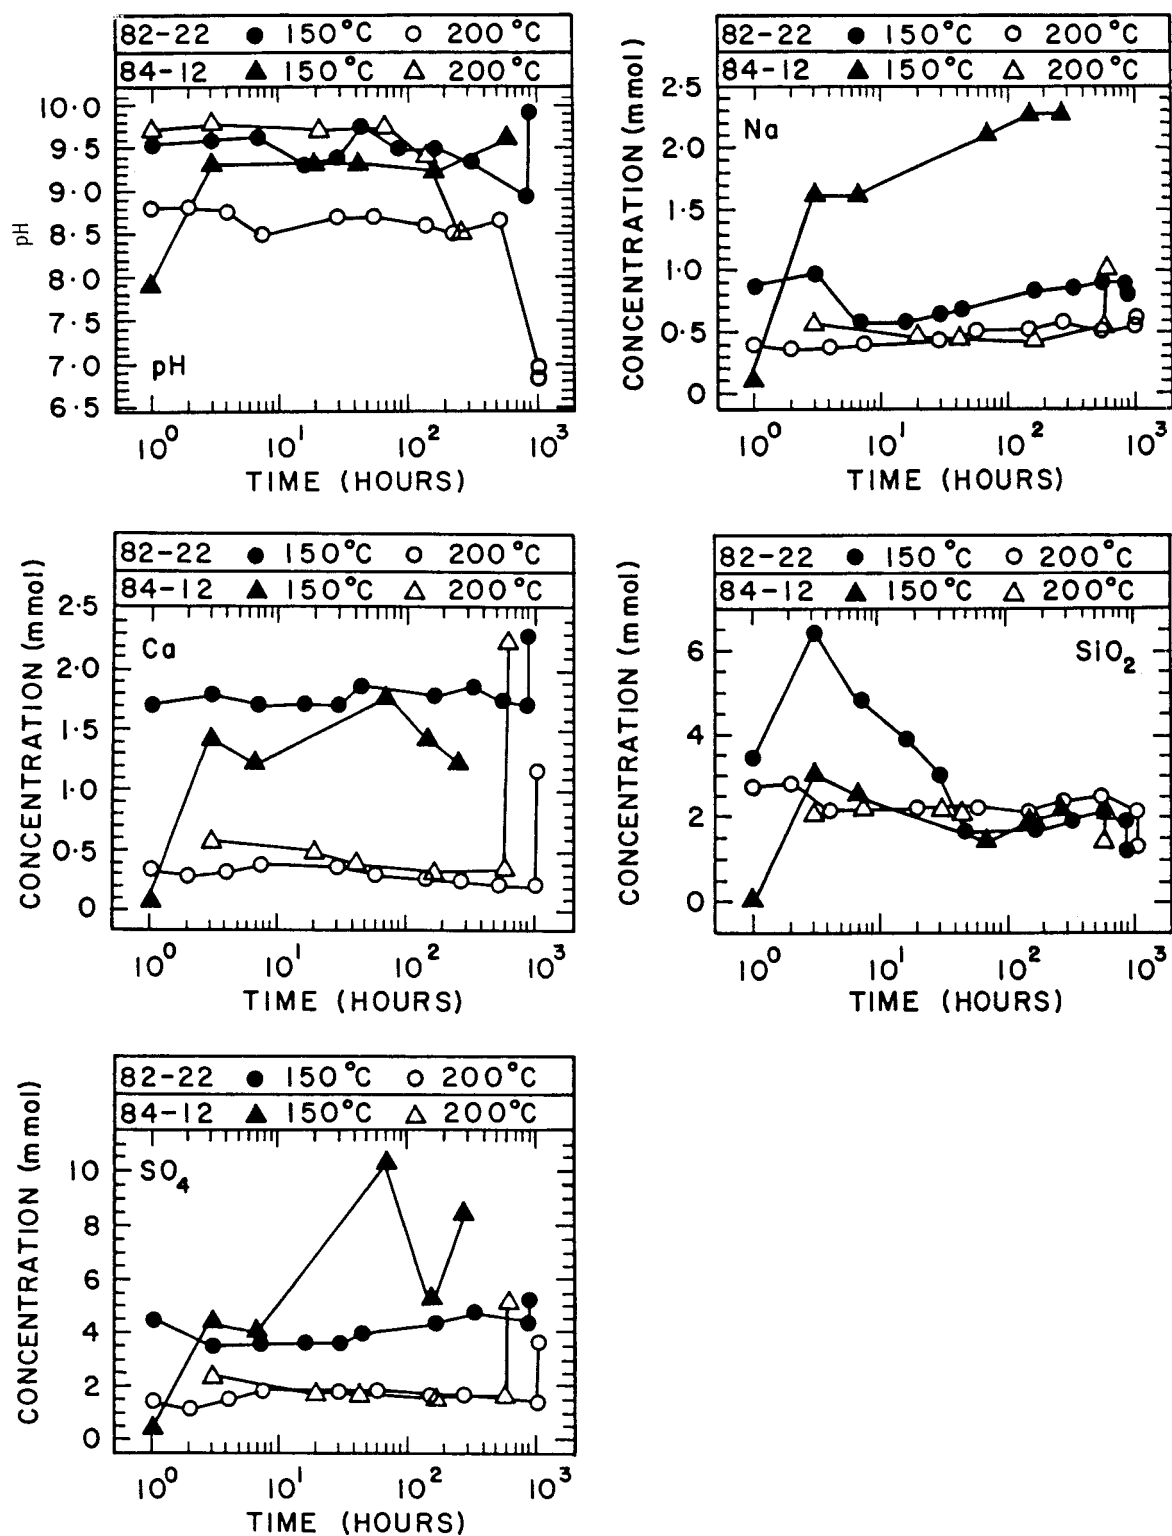 82-22 ● 150°C ○ 200°C
84-12 ▲ 150°C △ 200°C
10·0
9·5
9·0
8·5
8·0
7·5
7·0
6·5
pH
pH
10⁰ 10¹ 10² 10³
TIME (HOURS)
82-22 ● 150°C ○ 200°C
84-12 ▲ 150°C △ 200°C
2·5
2·0
1·5
1·0
0·5
0
CONCENTRATION (mmol)
Na
10⁰ 10¹ 10² 10³
TIME (HOURS)
82-22 ● 150°C ○ 200°C
84-12 ▲ 150°C △ 200°C
2·5
2·0
1·5
1·0
0·5
0
CONCENTRATION (mmol)
Ca
10⁰ 10¹ 10² 10³
TIME (HOURS)
82-22 ● 150°C ○ 200°C
84-12 ▲ 150°C △ 200°C
6
4
2
0
CONCENTRATION (mmol)
SiO₂
10⁰ 10¹ 10² 10³
TIME (HOURS)
82-22 ● 150°C ○ 200°C
84-12 ▲ 150°C △ 200°C
10
8
6
4
2
0
CONCENTRATION (mmol)
SO₄
10⁰ 10¹ 10² 10³
TIME (HOURS)